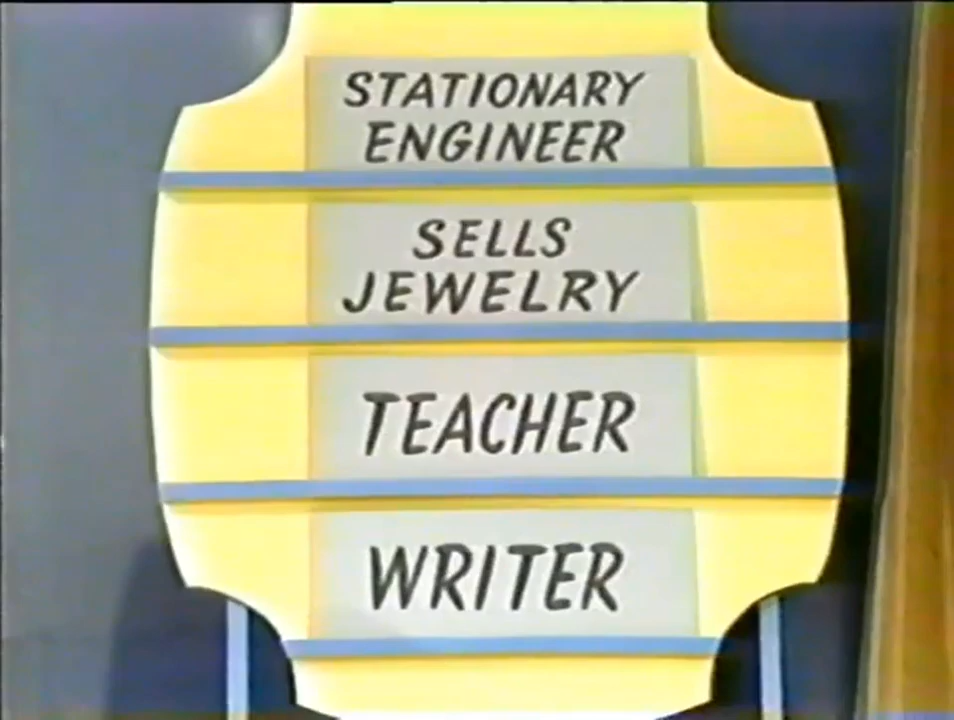 STATIONARY
ENGINEER
SELLS
JEWELRY
TEACHER
WRITER